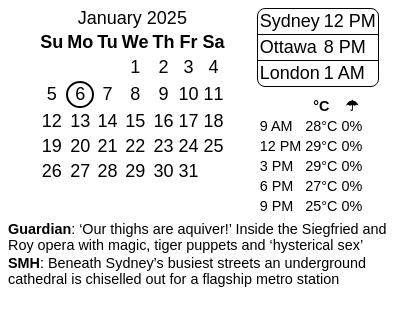 January 2025
Su Mo Tu We Th Fr Sa
1 2 3 4
5 6 7 8 9 10 11
12 13 14 15 16 17 18
19 20 21 22 23 24 25
26 27 28 29 30 31
Sydney 12 PM
Ottawa 8 PM
London 1 AM
°C ☂
9 AM 28°C 0%
12 PM 29°C 0%
3 PM 29°C 0%
6 PM 27°C 0%
9 PM 25°C 0%
Guardian: ‘Our thighs are aquiver!’ Inside the Siegfried and
Roy opera with magic, tiger puppets and ‘hysterical sex’
SMH: Beneath Sydney’s busiest streets an underground
cathedral is chiselled out for a flagship metro station